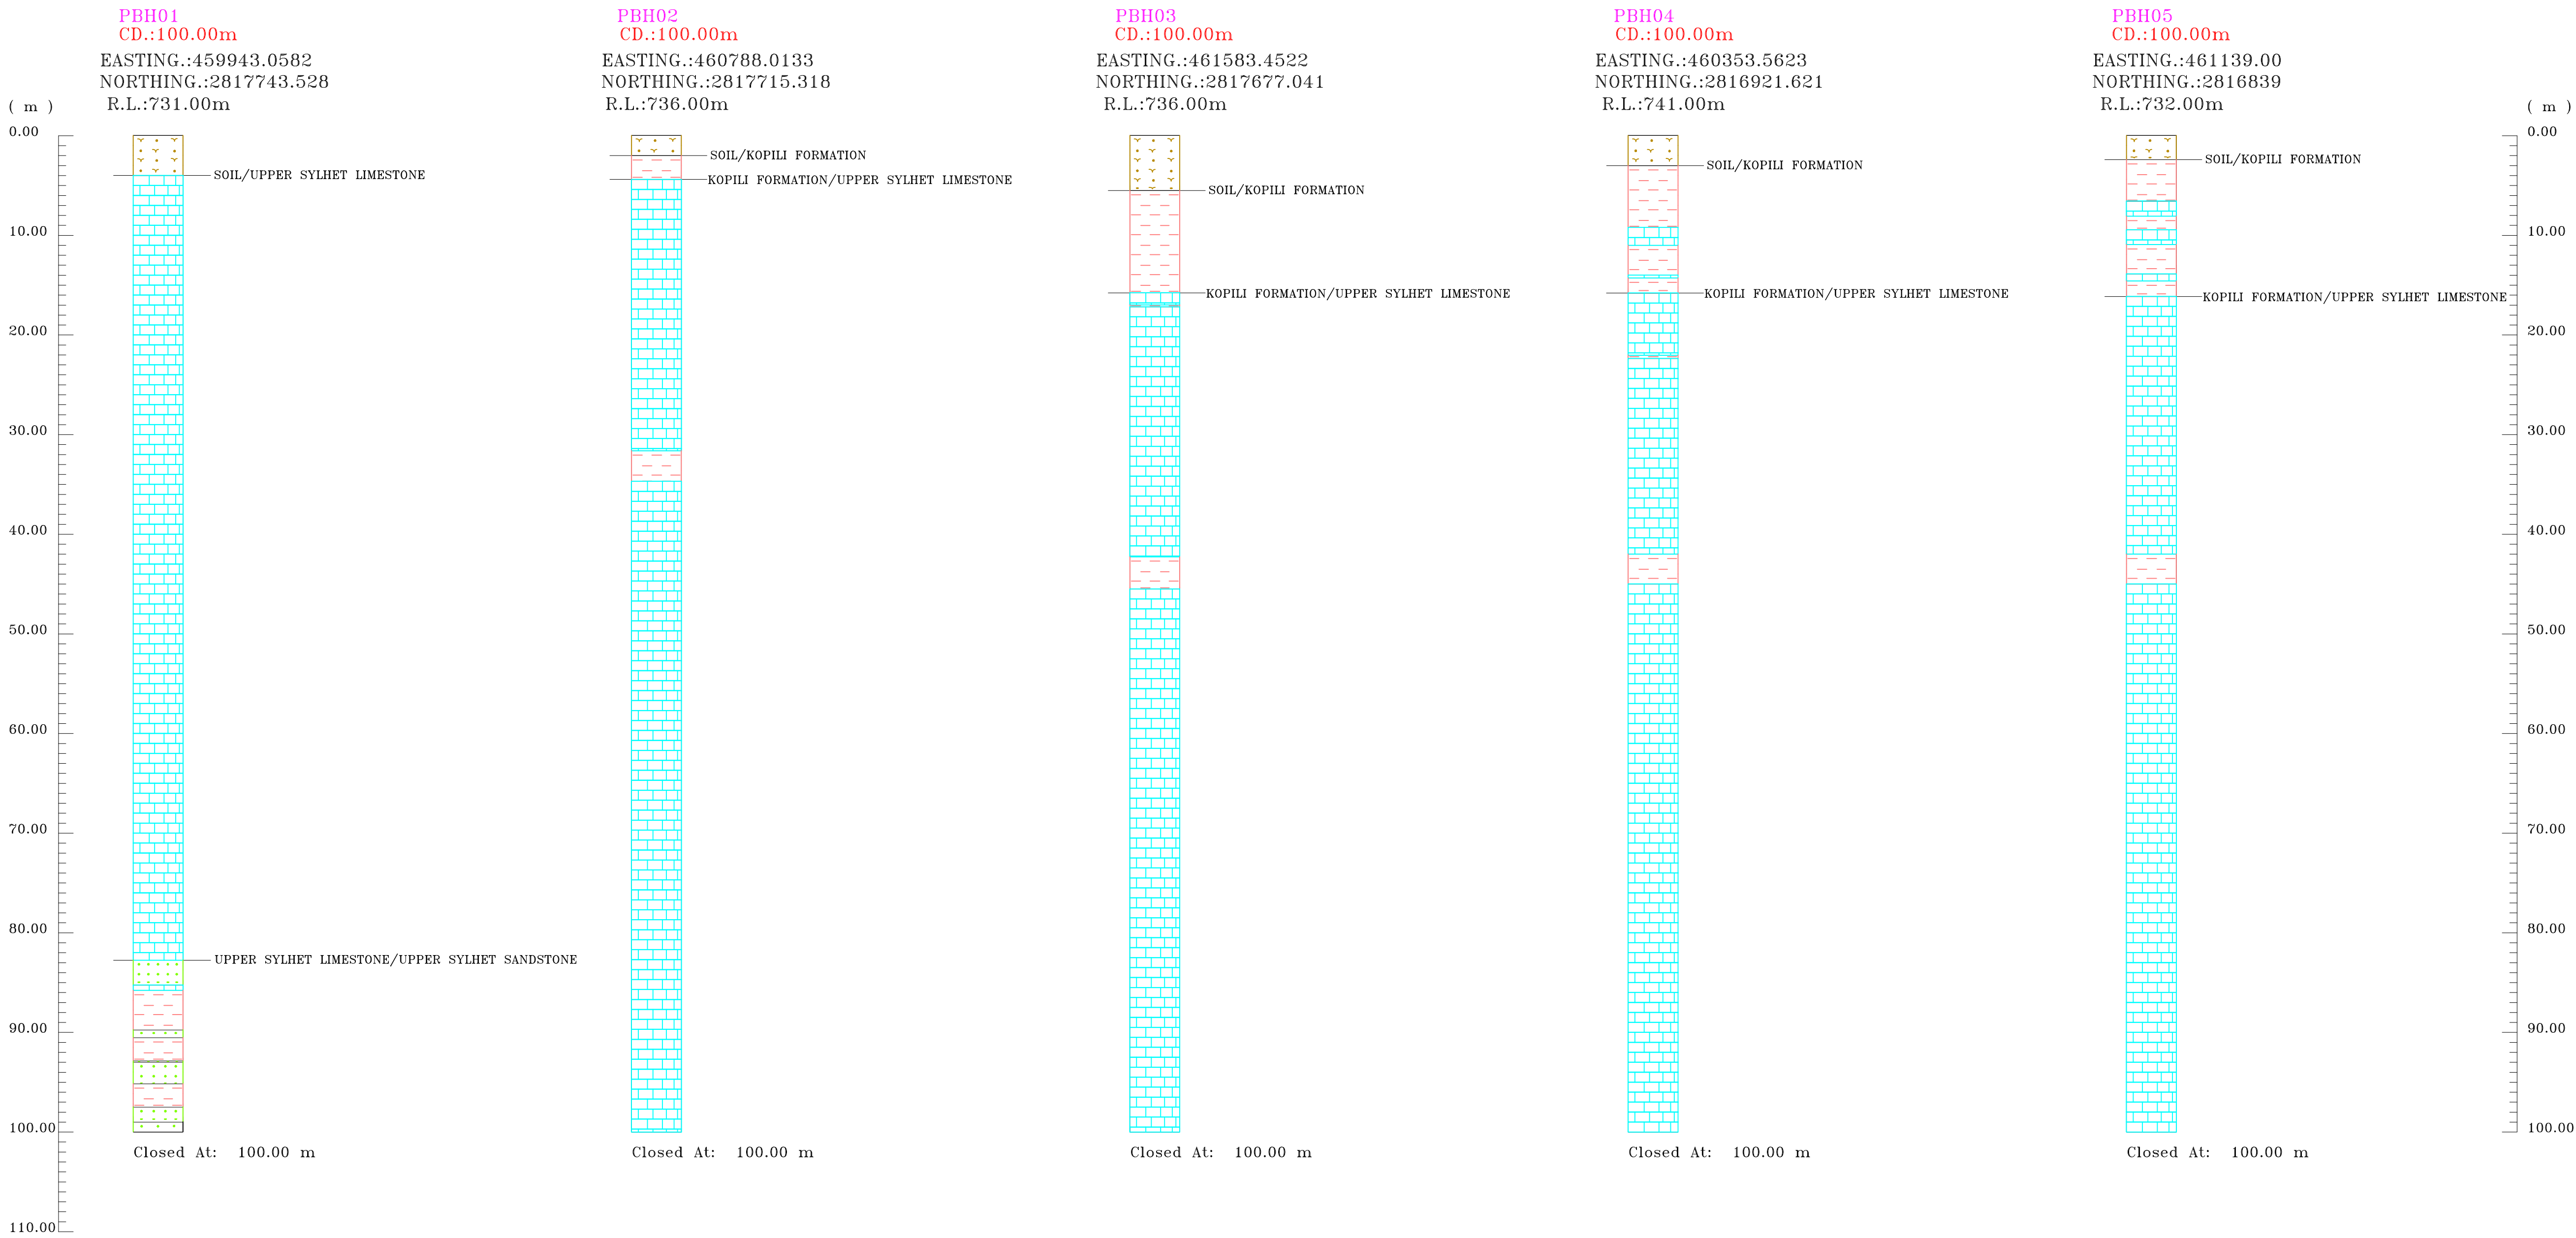 PBH01
CD.:100.00m
EASTING.:459943.0582
NORTHING.:2817743.528
R.L.:731.00m
PBH02
CD.:100.00m
EASTING.:460788.0133
NORTHING.:2817715.318
R.L.:736.00m
PBH03
CD.:100.00m
EASTING.:461583.4522
NORTHING.:2817677.041
R.L.:736.00m
PBH04
CD.:100.00m
EASTING.:460353.5623
NORTHING.:2816921.621
R.L.:741.00m
PBH05
CD.:100.00m
EASTING.:461139.00
NORTHING.:2816839
R.L.:732.00m
( m )
0.00
10.00
20.00
30.00
40.00
50.00
60.00
70.00
80.00
90.00
100.00
110.00
SOIL/UPPER SYLHET LIMESTONE
UPPER SYLHET LIMESTONE/UPPER SYLHET SANDSTONE
Closed At: 100.00 m
SOIL/KOPILI FORMATION
KOPILI FORMATION/UPPER SYLHET LIMESTONE
Closed At: 100.00 m
SOIL/KOPILI FORMATION
KOPILI FORMATION/UPPER SYLHET LIMESTONE
Closed At: 100.00 m
SOIL/KOPILI FORMATION
KOPILI FORMATION/UPPER SYLHET LIMESTONE
Closed At: 100.00 m
SOIL/KOPILI FORMATION
KOPILI FORMATION/UPPER SYLHET LIMESTONE
Closed At: 100.00 m
( m )
0.00
10.00
20.00
30.00
40.00
50.00
60.00
70.00
80.00
90.00
100.00